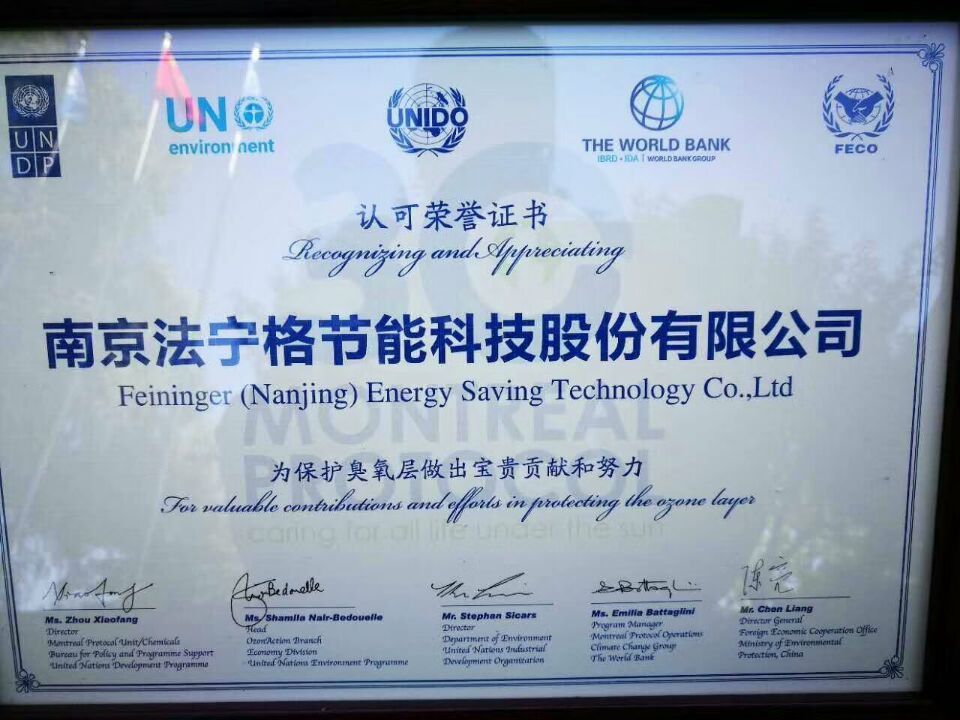 UN
DP
UN
environment
UNIDO
THE WORLD BANK
IBRD • IDA | WORLD BANK GROUP
FECO
认可荣誉证书
Recognizing and Appreciating
南京法宁格节能科技股份有限公司
Feininger (Nanjing) Energy Saving Technology Co.,Ltd
MONTREAL
PROTOCOL
为保护臭氧层做出宝贵贡献和努力
For valuable contributions and efforts in protecting the ozone layer
caring for all life under the sun
Ms. Zhou Xiaofang
Director
Montreal Protocol Unit/Chemicals
Bureau for Policy and Programme Support
United Nations Development Programme
Ms. Shamila Nair-Bedouelle
Head
OzonAction Branch
Economy Division
United Nations Environment Programme
Mr. Stephan Sicars
Director
Department of Environment
United Nations Industrial
Development Organization
Ms. Emilia Battaglini
Program Manager
Montreal Protocol Operations
Climate Change Group
The World Bank
陈亮
Mr. Chen Liang
Director General
Foreign Economic Cooperation Office
Ministry of Environmental
Protection, China